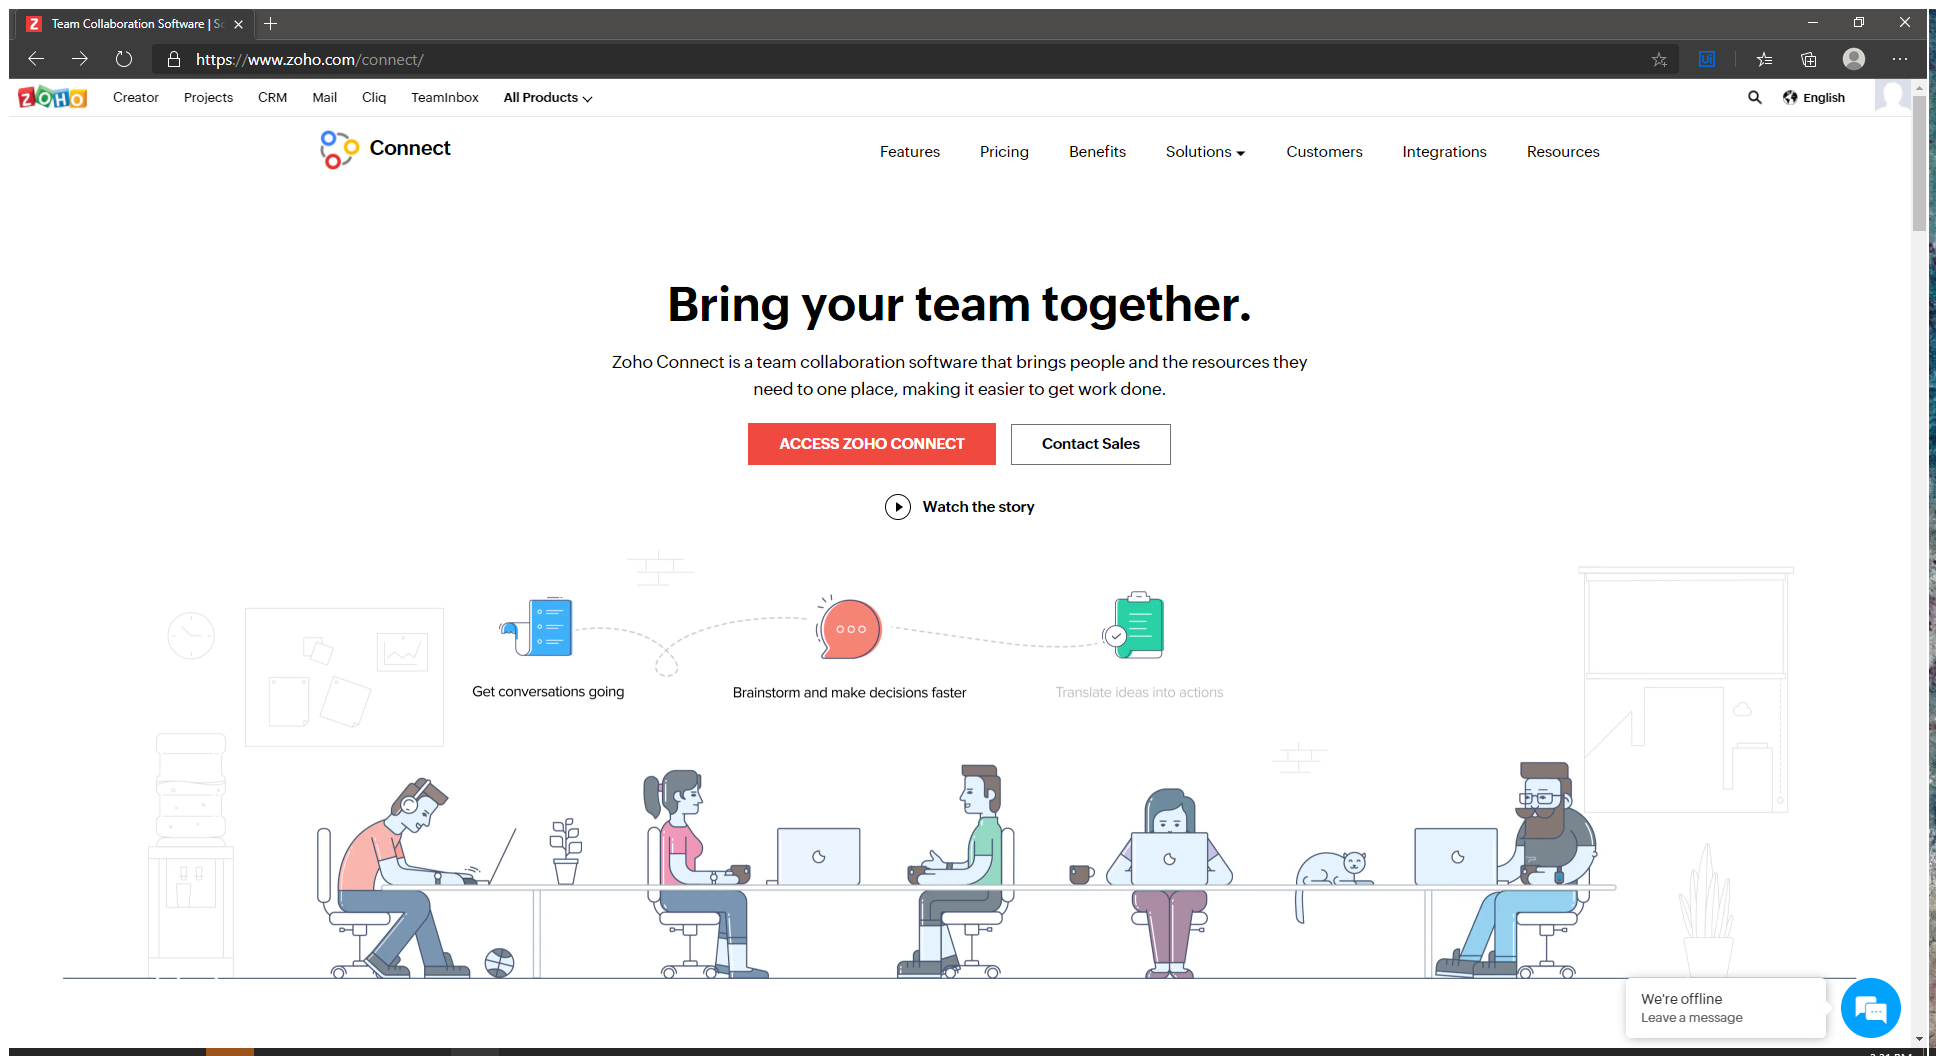 Team Collaboration Software | S
https://www.zoho.com/connect/
ZOHO Creator Projects CRM Mail Cliq TeamInbox All Products English
Connect Features Pricing Benefits Solutions Customers Integrations Resources
Bring your team together.
Zoho Connect is a team collaboration software that brings people and the resources they
need to one place, making it easier to get work done.
ACCESS ZOHO CONNECT Contact Sales
Watch the story
Get conversations going Brainstorm and make decisions faster Translate ideas into actions
We're offline
Leave a message